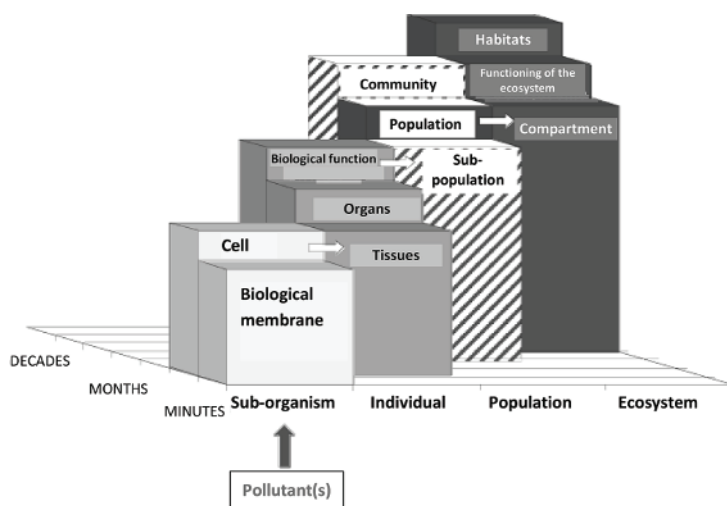 Habitats
Community
Functioning of the
ecosystem
Population
Compartment
Biological function
Sub-
population
Organs
Cell
Tissues
Biological
membrane
DECADES
MONTHS
MINUTES
Sub-organism
Individual
Population
Ecosystem
Pollutant(s)